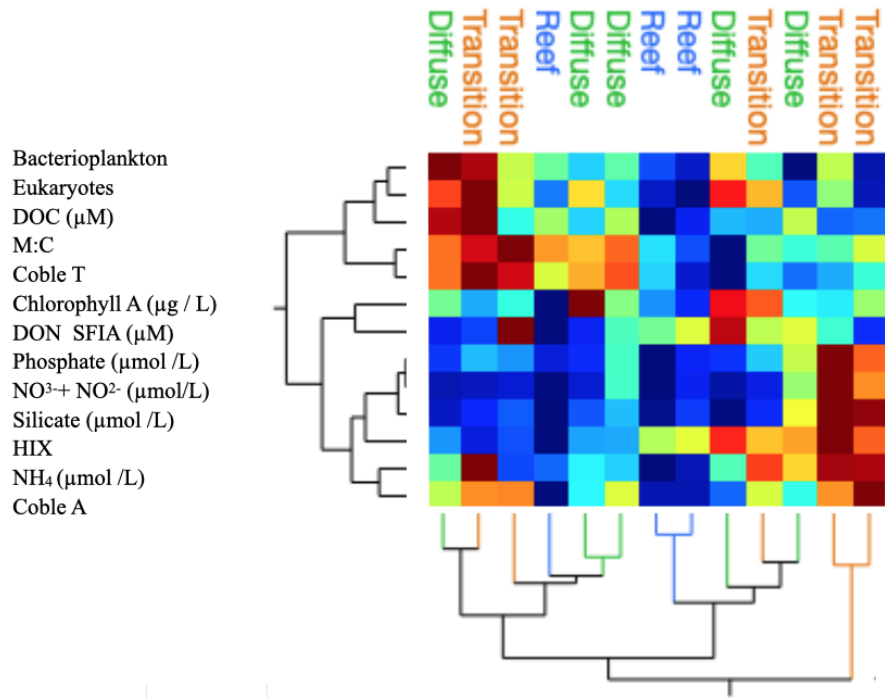 Diffuse
Transition
Transition
Reef
Diffuse
Diffuse
Reef
Reef
Diffuse
Transition
Diffuse
Transition
Transition
Bacterioplankton
Eukaryotes
DOC (µM)
M:C
Coble T
Chlorophyll A (µg / L)
DON SFIA (µM)
Phosphate (µmol /L)
NO³⁻+ NO²⁻ (µmol/L)
Silicate (µmol /L)
HIX
NH₄ (µmol /L)
Coble A